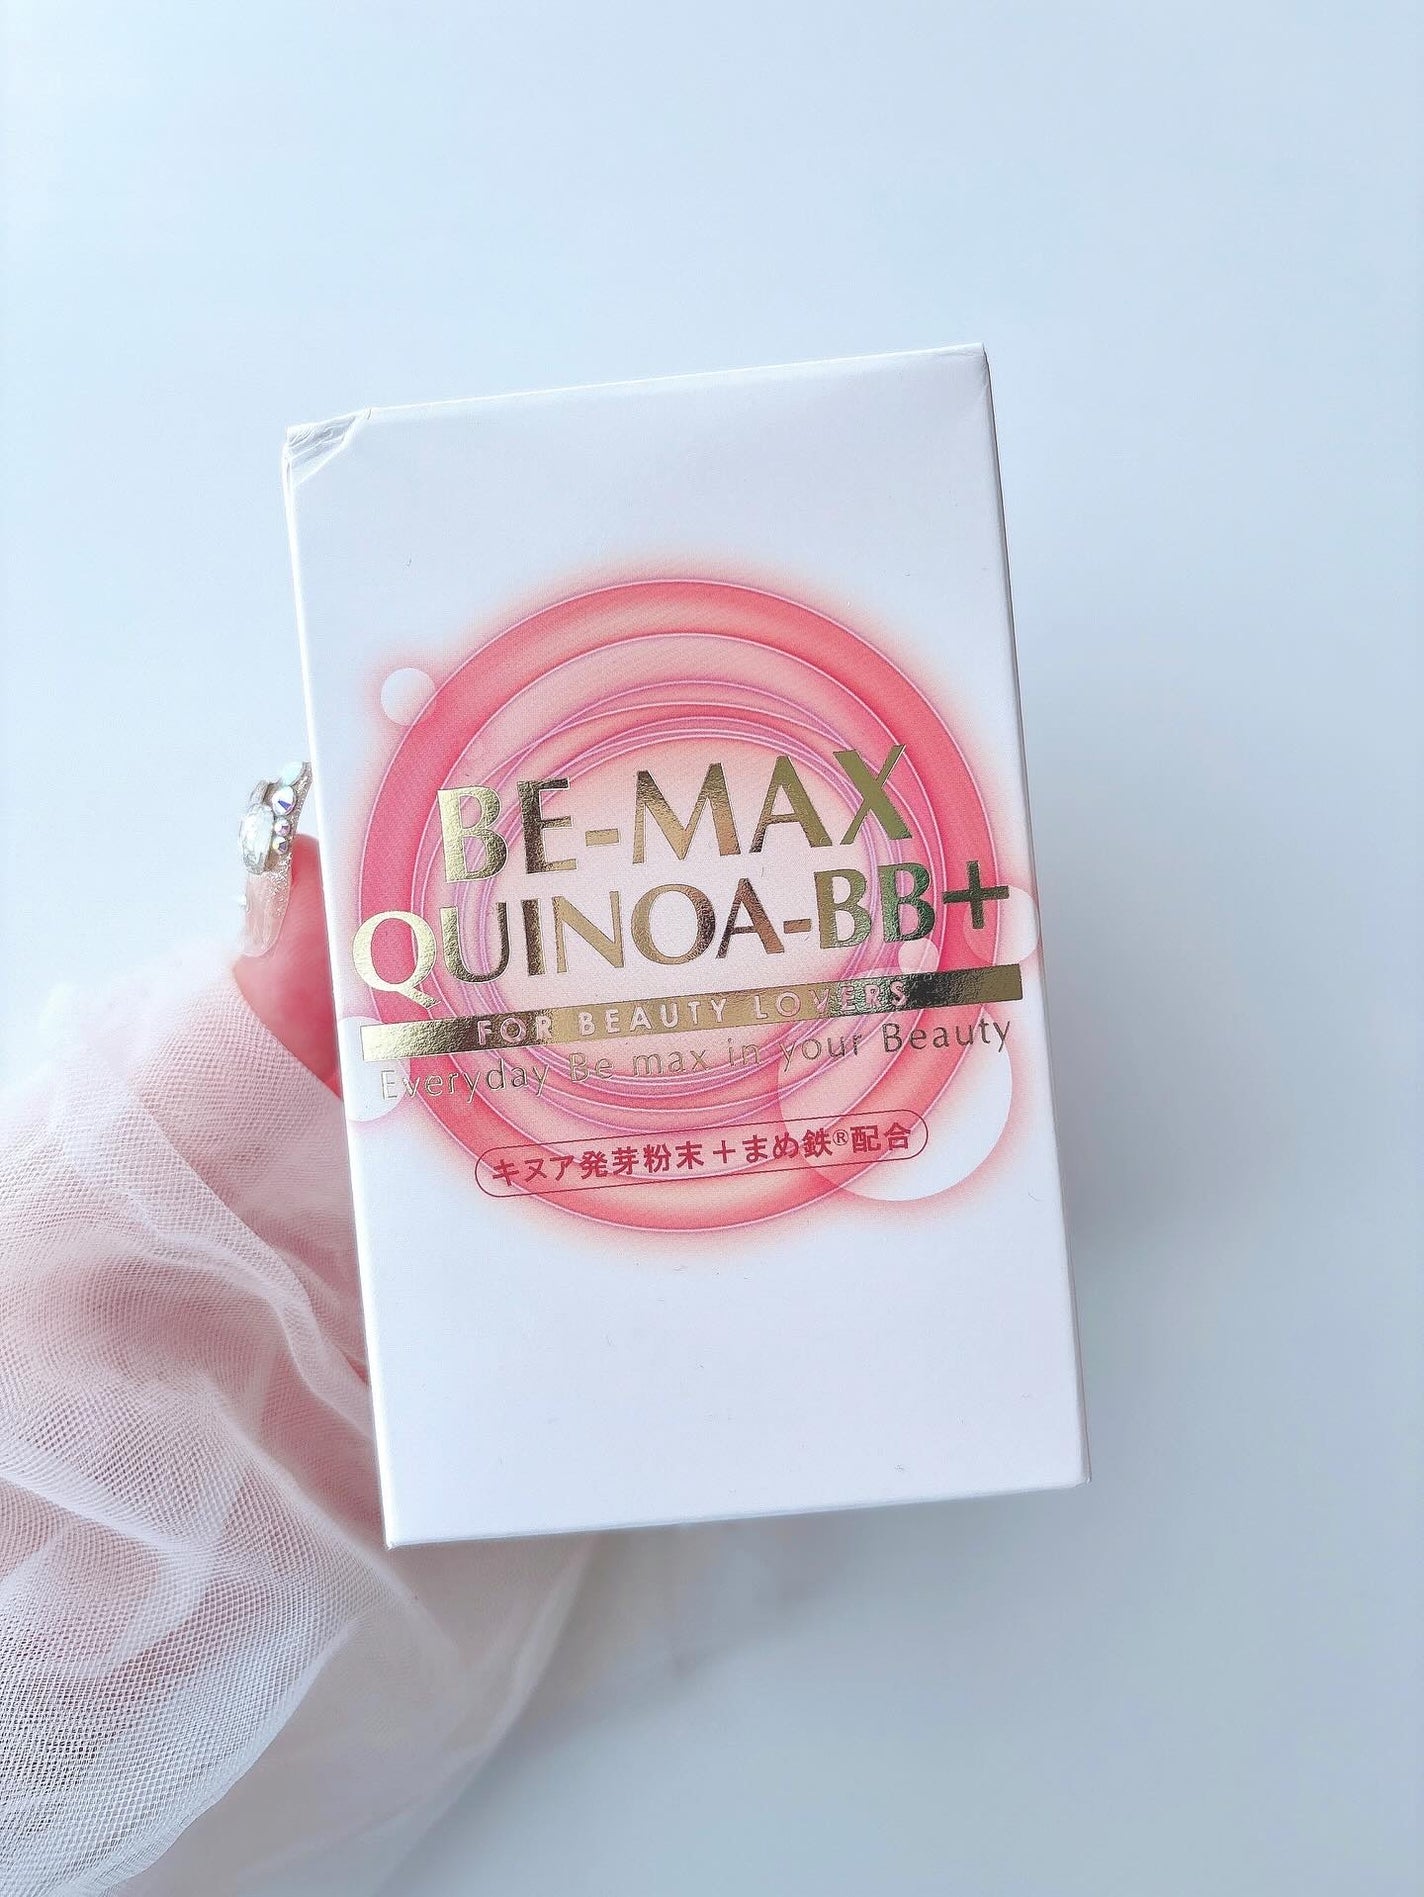 BE-MAX
QUINOA-BB+
FOR BEAUTY LOVERS
Everyday Be max in your Beauty
キヌア発芽粉末＋まめ鉄®配合